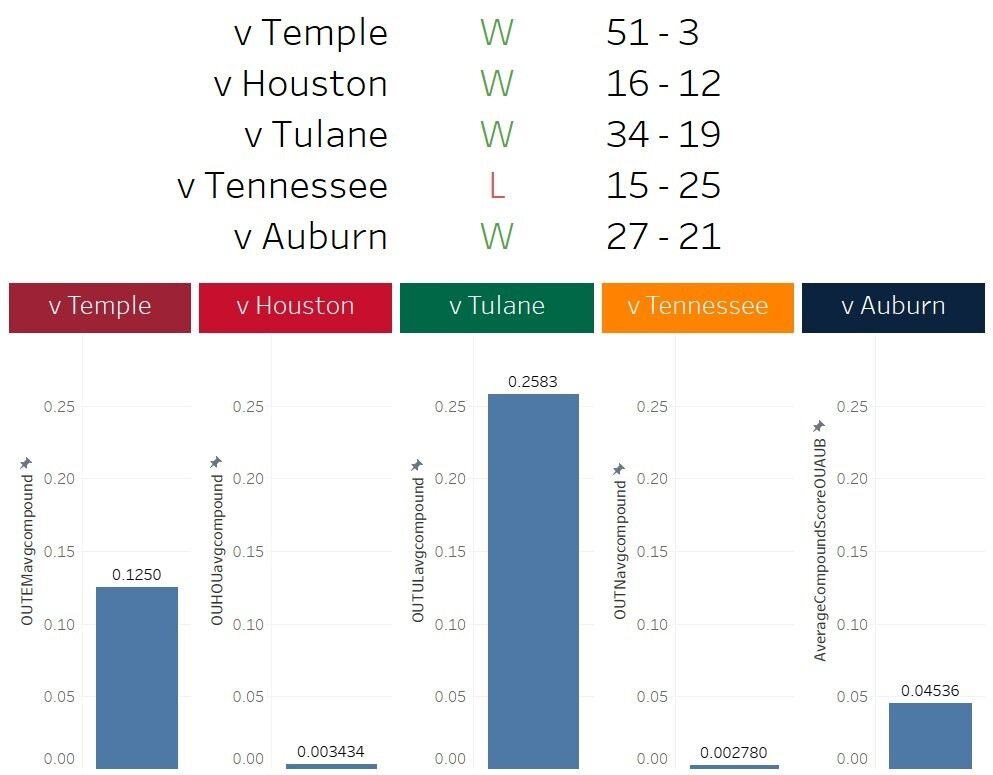 v Temple W 51 - 3
v Houston W 16 - 12
v Tulane W 34 - 19
v Tennessee L 15 - 25
v Auburn W 27 - 21
v Temple
v Houston
v Tulane
v Tennessee
v Auburn
OUTEMavgcompound
0.25
0.20
0.15
0.10
0.05
0.00
0.1250
OUHOUavgcompound
0.25
0.20
0.15
0.10
0.05
0.00
0.003434
OUTULavgcompound
0.25
0.20
0.15
0.10
0.05
0.00
0.2583
OUTNavgcompound
0.25
0.20
0.15
0.10
0.05
0.00
0.002780
AverageCompoundScoreOUAUB
0.25
0.20
0.15
0.10
0.05
0.00
0.04536